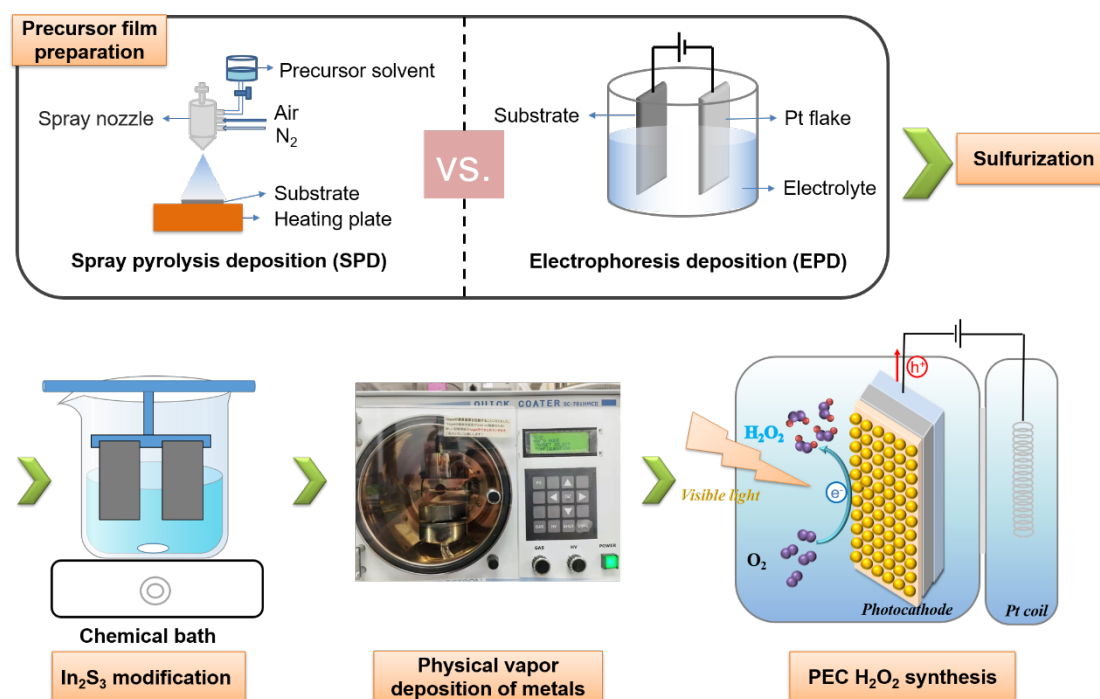 Precursor film
preparation
Precursor solvent
Spray nozzle
Air
N₂
Substrate
Heating plate
Spray pyrolysis deposition (SPD)
vs.
Substrate
Pt flake
Electrolyte
Electrophoresis deposition (EPD)
Sulfurization
Chemical bath
In₂S₃ modification
QUICK COATER
POWER
GAS
HV
Physical vapor
deposition of metals
h⁺
H₂O₂
Visible light
e⁻
O₂
Photocathode
Pt coil
PEC H₂O₂ synthesis